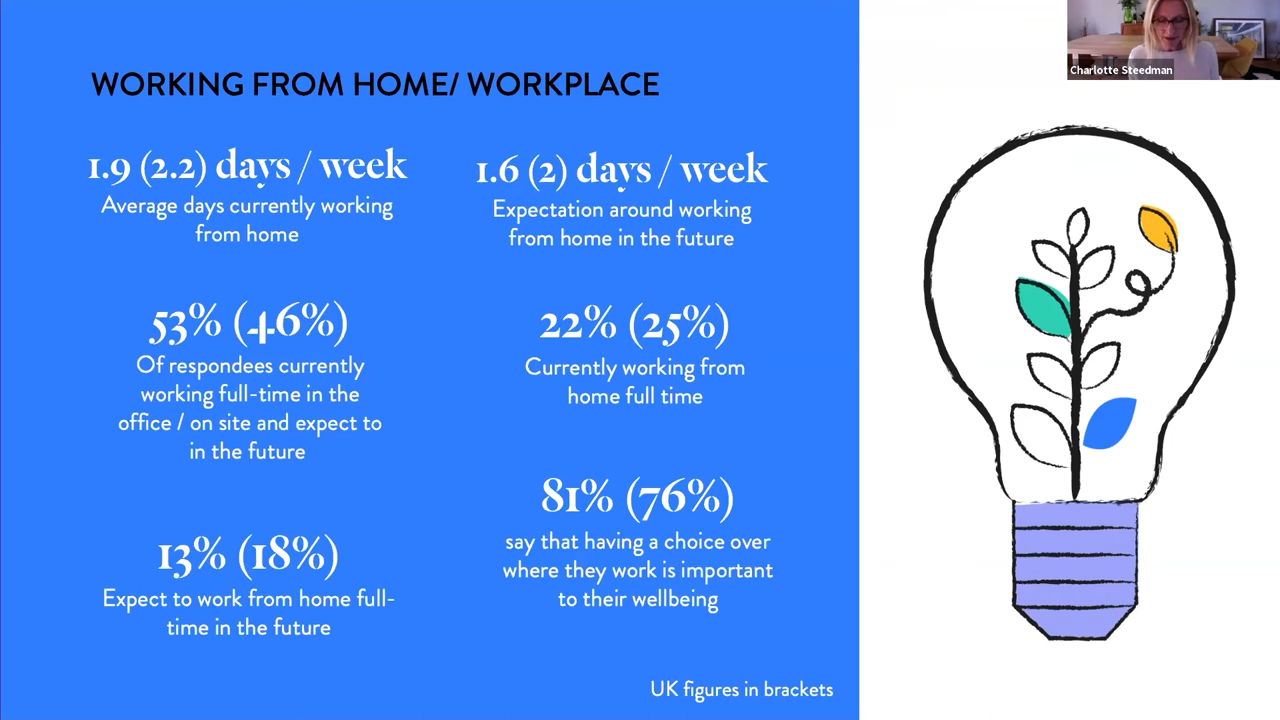 Charlotte Steedman
WORKING FROM HOME/ WORKPLACE
1.9 (2.2) days / week
Average days currently working
from home
1.6 (2) days / week
Expectation around working
from home in the future
53% (46%)
Of respondees currently
working full-time in the
office / on site and expect to
in the future
22% (25%)
Currently working from
home full time
13% (18%)
Expect to work from home full-
time in the future
81% (76%)
say that having a choice over
where they work is important
to their wellbeing
UK figures in brackets